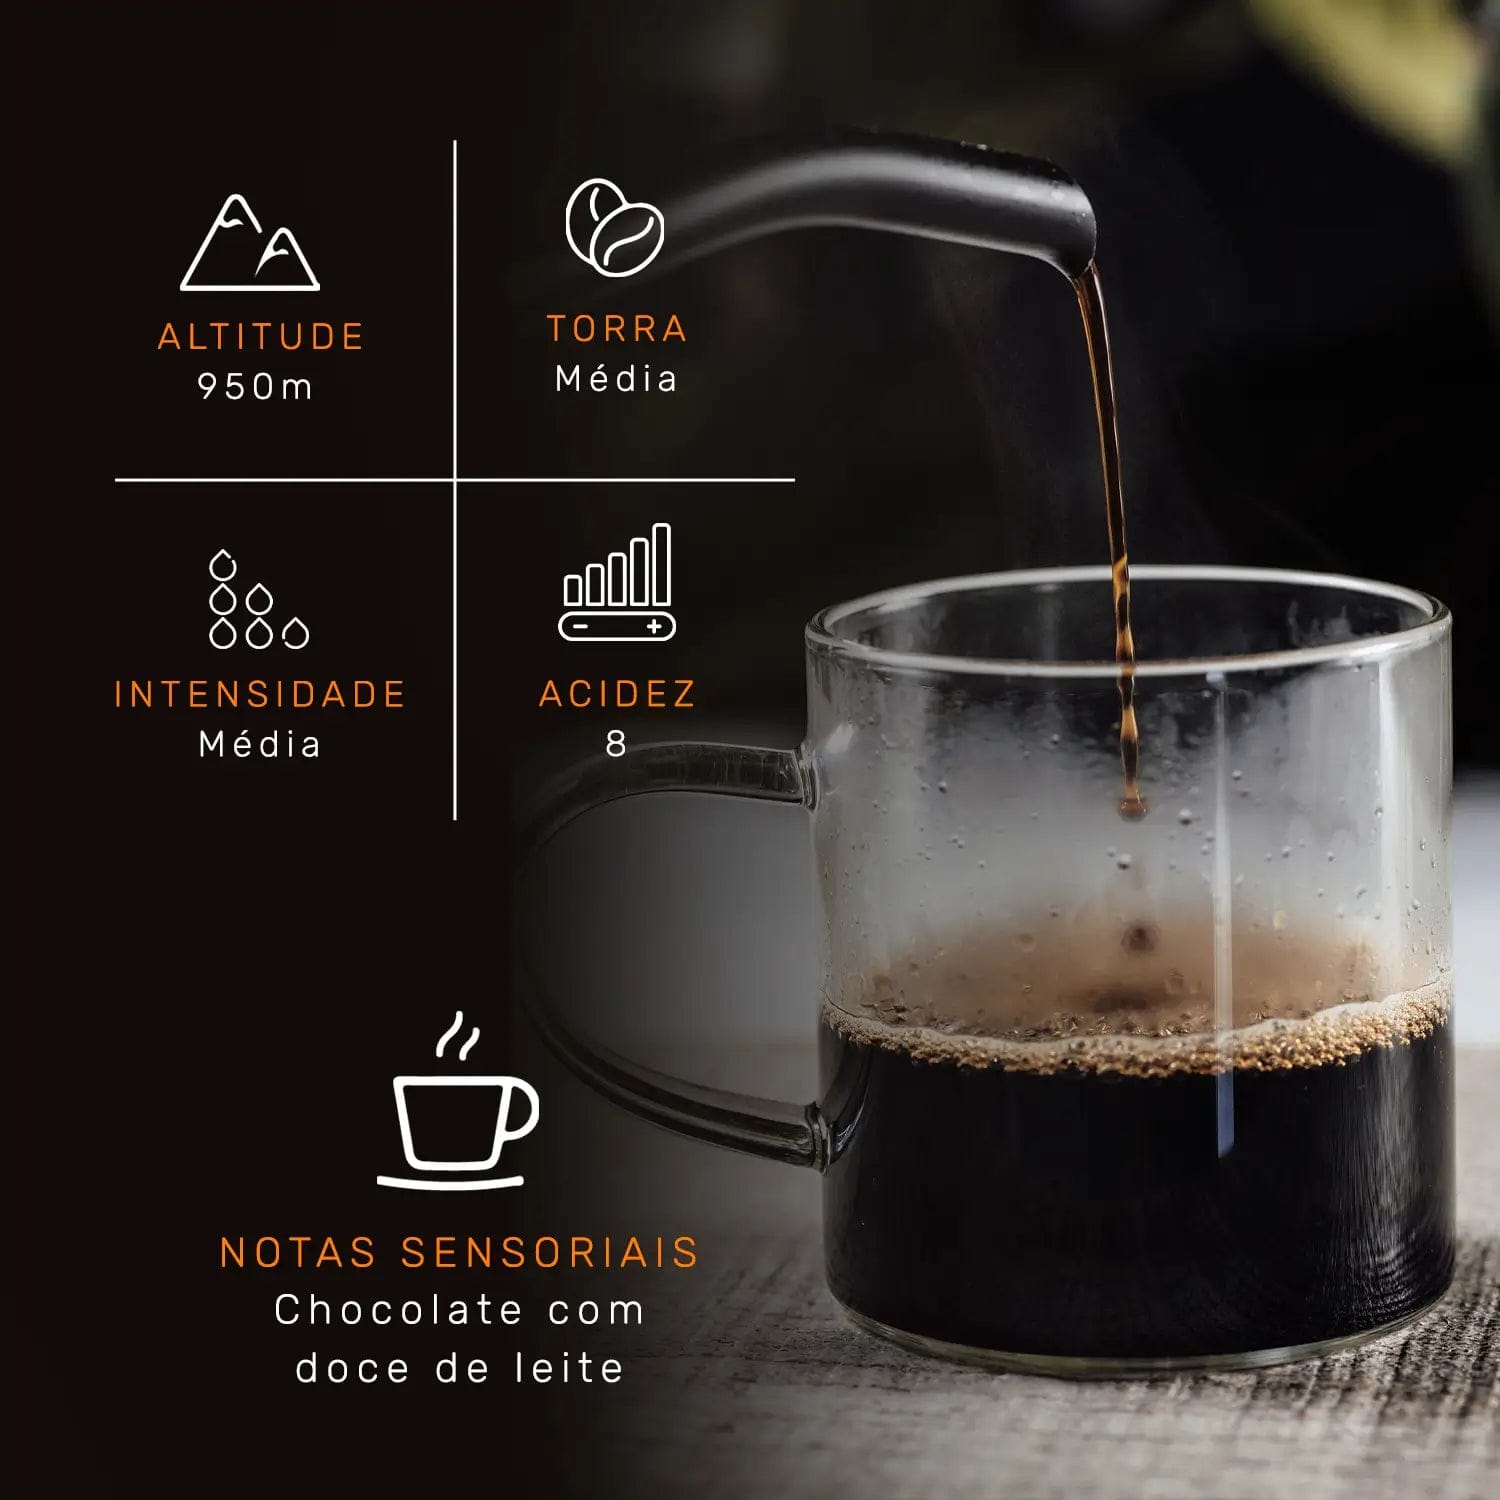 ALTITUDE
950m
TORRA
Média
INTENSIDADE
Média
ACIDEZ
8
NOTAS SENSORIAIS
Chocolate com
doce de leite